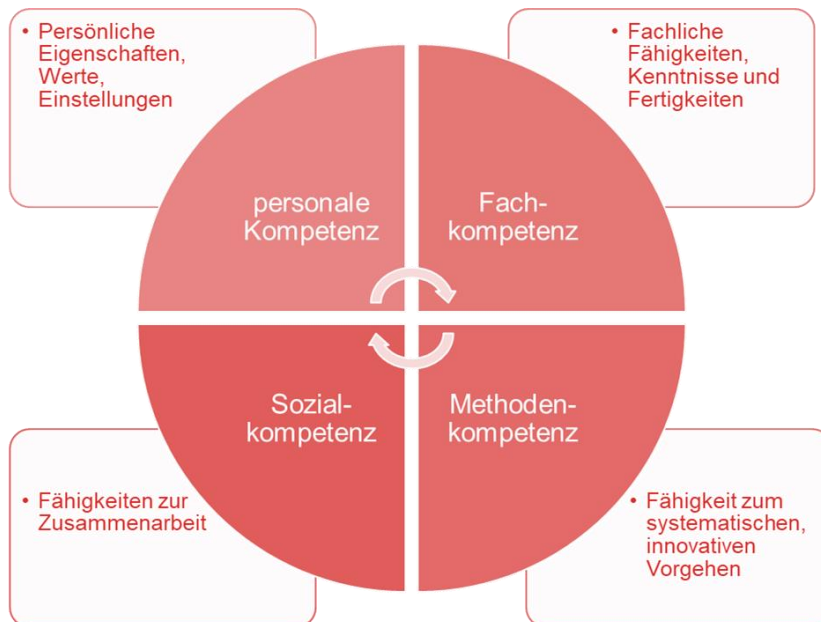 • Persönliche
Eigenschaften,
Werte,
Einstellungen
• Fachliche
Fähigkeiten,
Kenntnisse und
Fertigkeiten
personale
Kompetenz
Fach-
kompetenz
Sozial-
kompetenz
Methoden-
kompetenz
• Fähigkeiten zur
Zusammenarbeit
• Fähigkeit zum
systematischen,
innovativen
Vorgehen